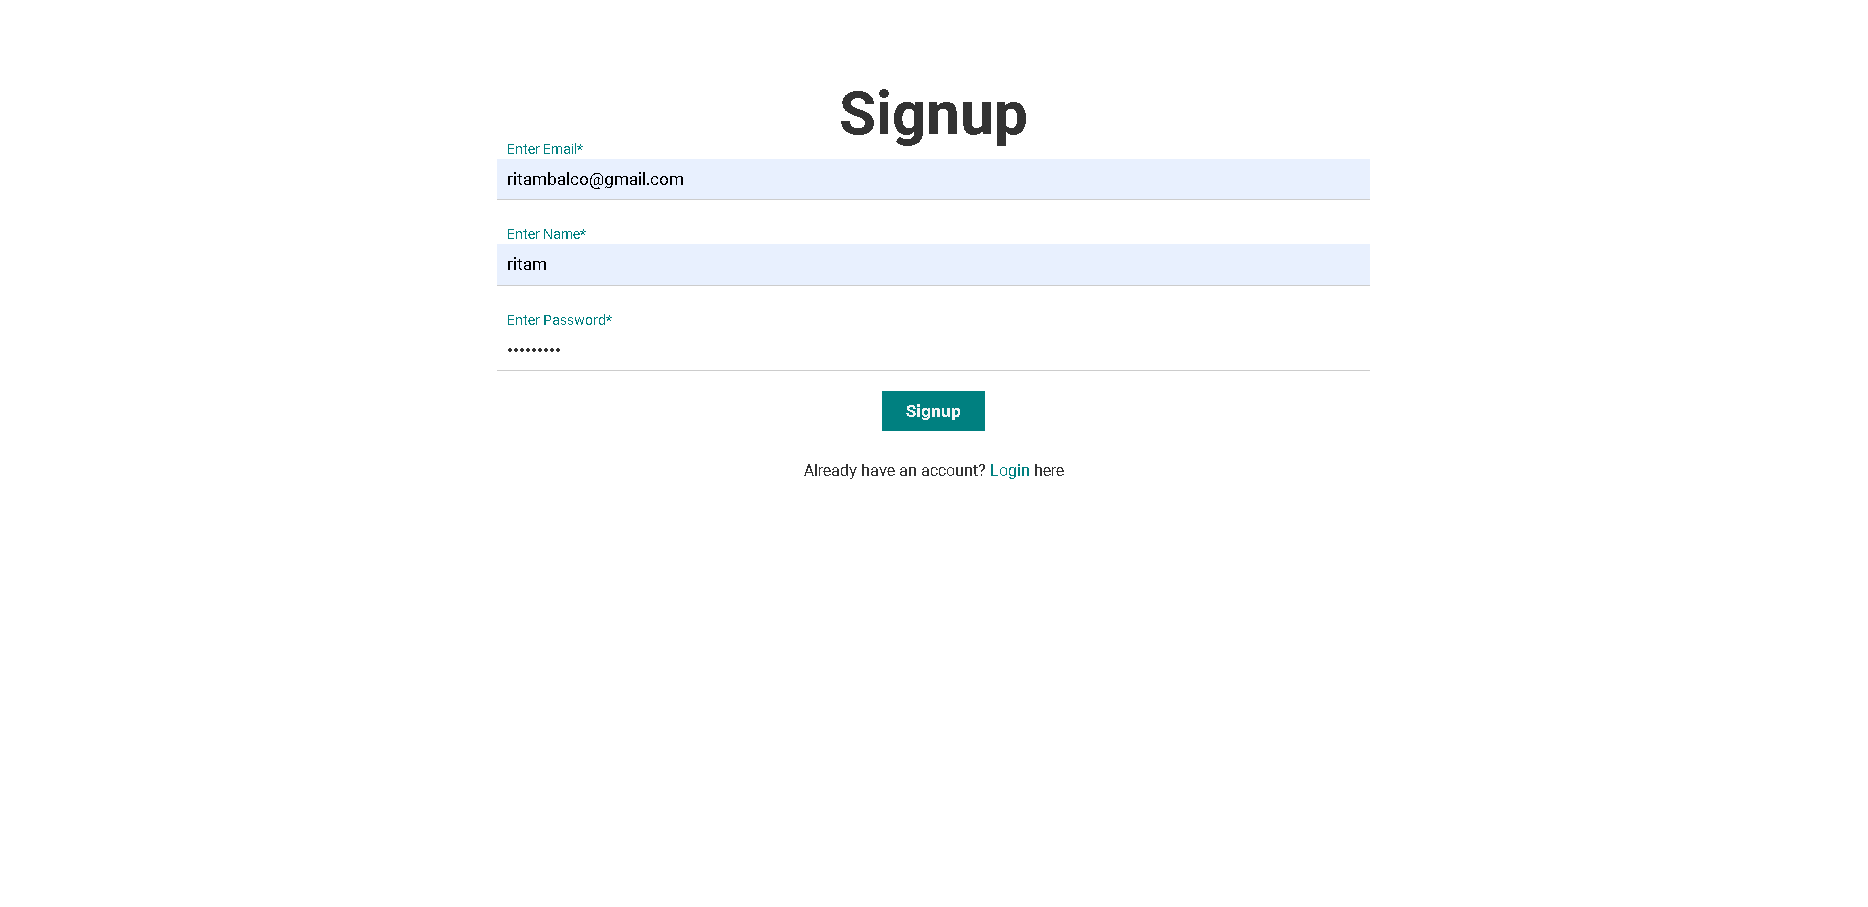 Signup
Enter Email*
ritambalco@gmail.com
Enter Name*
ritam
Enter Password*
•••••••••
Signup
Already have an account? Login here